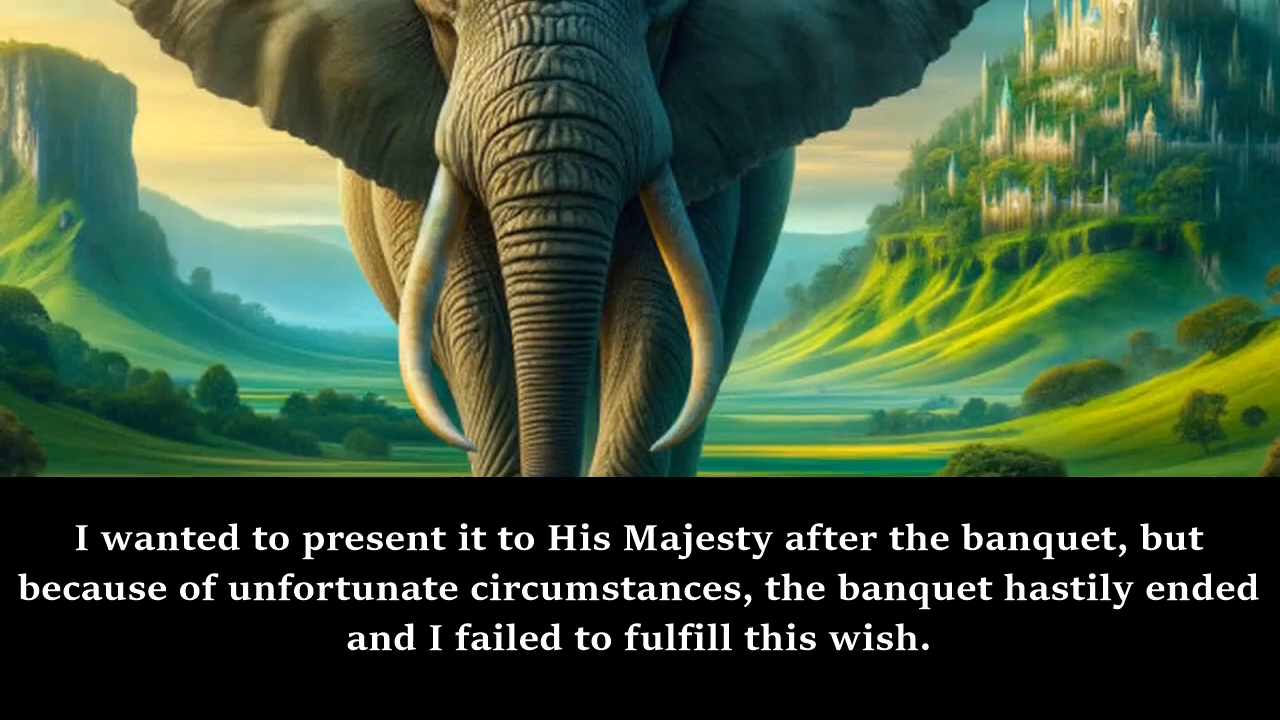 I wanted to present it to His Majesty after the banquet, but
because of unfortunate circumstances, the banquet hastily ended
and I failed to fulfill this wish.